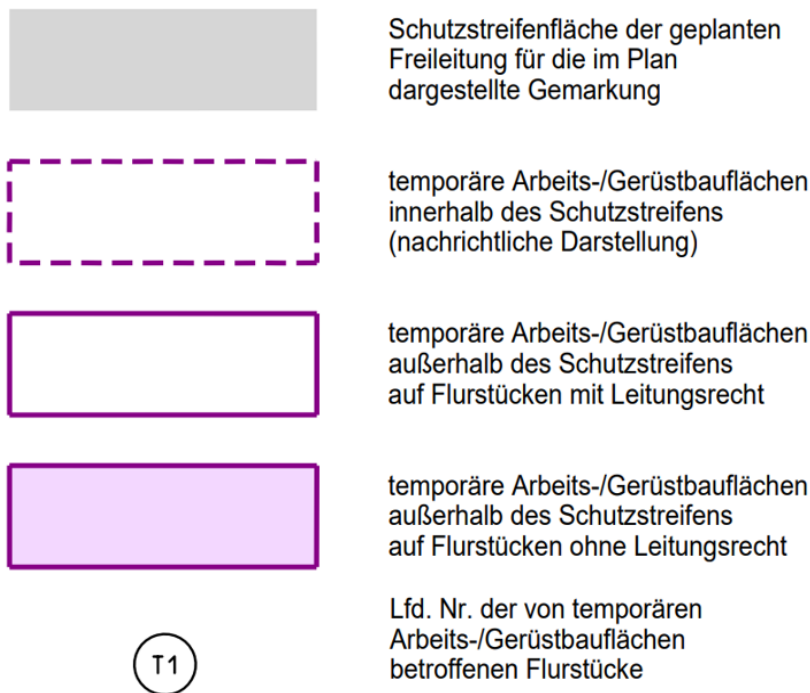 Schutzstreifenfläche der geplanten
Freileitung für die im Plan
dargestellte Gemarkung
temporäre Arbeits-/Gerüstbauflächen
innerhalb des Schutzstreifens
(nachrichtliche Darstellung)
temporäre Arbeits-/Gerüstbauflächen
außerhalb des Schutzstreifens
auf Flurstücken mit Leitungsrecht
temporäre Arbeits-/Gerüstbauflächen
außerhalb des Schutzstreifens
auf Flurstücken ohne Leitungsrecht
T1
Lfd. Nr. der von temporären
Arbeits-/Gerüstbauflächen
betroffenen Flurstücke